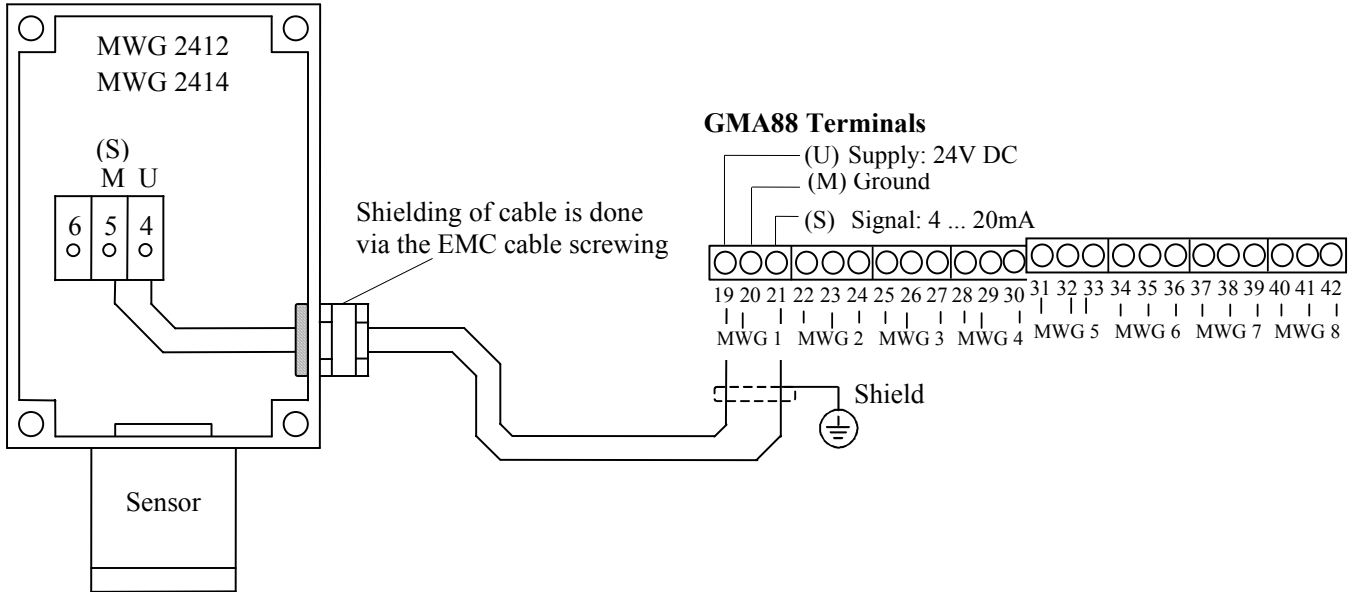 MWG 2412
MWG 2414
(S)
M U
6 5 4
Shielding of cable is done
via the EMC cable screwing
GMA88 Terminals
(U) Supply: 24V DC
(M) Ground
(S) Signal: 4 ... 20mA
19 20 21 22 23 24 25 26 27 28 29 30 31 32 33 34 35 36 37 38 39 40 41 42
MWG 1 MWG 2 MWG 3 MWG 4 MWG 5 MWG 6 MWG 7 MWG 8
Shield
Sensor